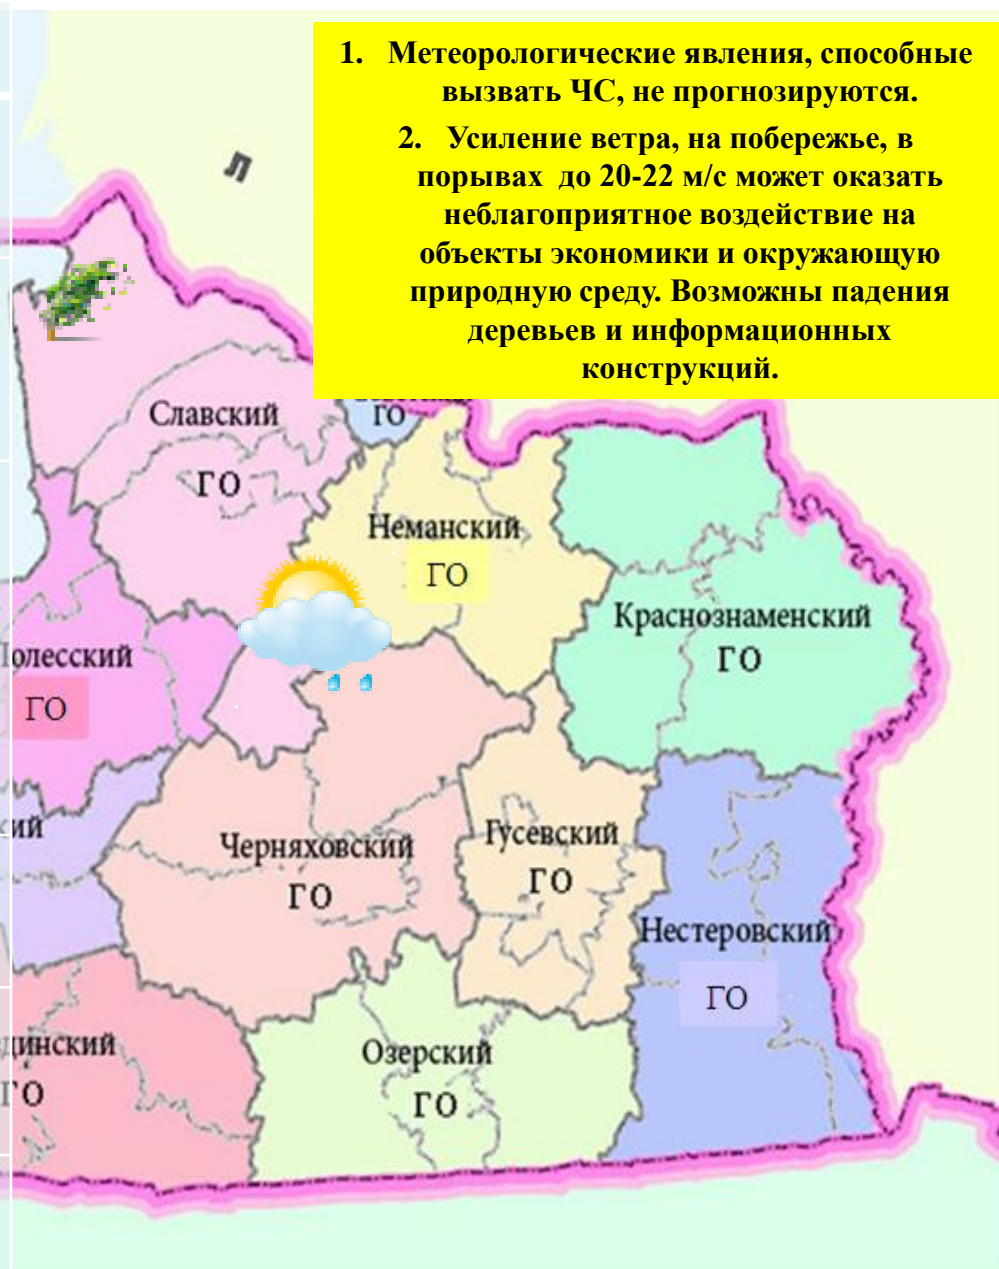 1. Метеорологические явления, способные
вызвать ЧС, не прогнозируются.
2. Усиление ветра, на побережье, в
порывах до 20-22 м/с может оказать
неблагоприятное воздействие на
объекты экономики и окружающую
природную среду. Возможны падения
деревьев и информационных
конструкций.
Л
Славский
ГО
ГО
Неманский
ГО
Краснознаменский
ГО
олесский
ГО
ий
Черняховский
ГО
Гусевский
ГО
Нестеровский
ГО
динский
ГО
Озерский
ГО